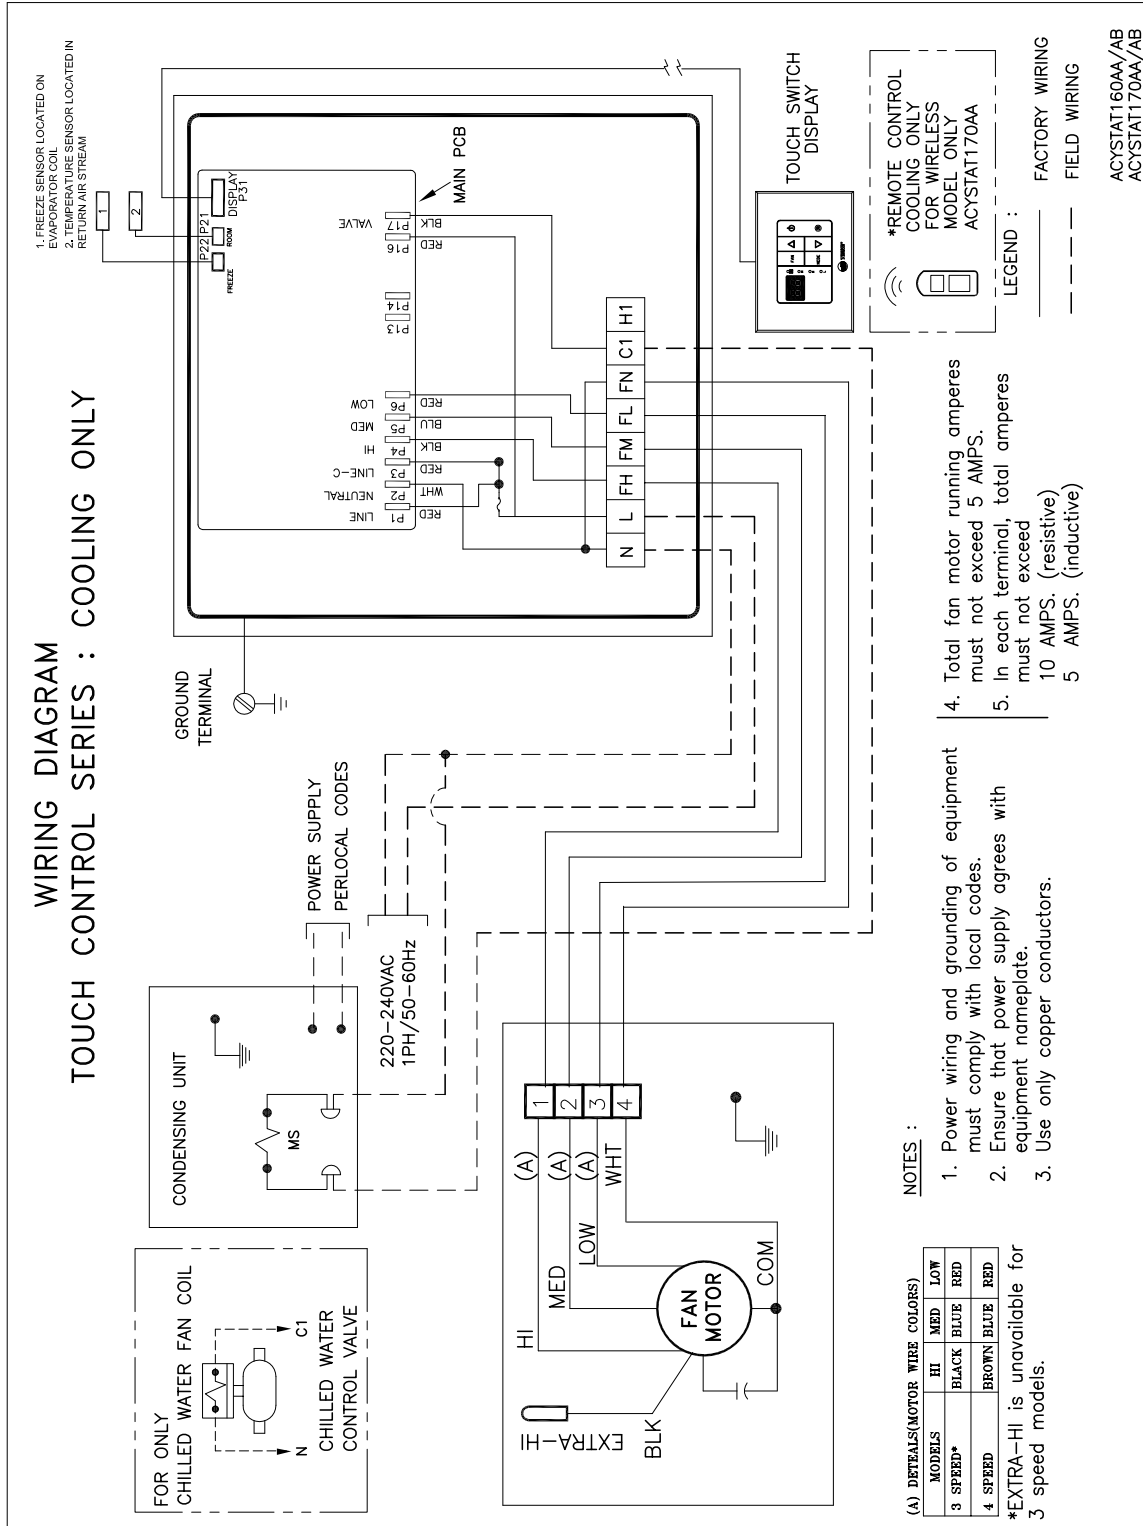 WIRING DIAGRAM
TOUCH CONTROL SERIES : COOLING ONLY
1. FREEZE SENSOR LOCATED ON
EVAPORATOR COIL
2. TEMPERATURE SENSOR LOCATED IN
RETURN AIR STREAM
1
2
FOR ONLY
CHILLED WATER FAN COIL
N
C1
CHILLED WATER
CONTROL VALVE
CONDENSING UNIT
MS
POWER SUPPLY
PERLOCAL CODES
220-240VAC
1PH/50-60Hz
GROUND
TERMINAL
P22
P21
FREEZE
ROOM
DISPLAY
P31
MAIN PCB
LINE
NEUTRAL
LINE-C
HI
MED
LOW
VALVE
P1
P2
P3
P4
P5
P6
P13
P14
P16
P17
RED
WHT
RED
BLK
BLU
RED
RED
BLK
N
L
FH
FM
FL
FN
C1
H1
TOUCH SWITCH
DISPLAY
FAN
MODE
*REMOTE CONTROL
COOLING ONLY
FOR WIRELESS
MODEL ONLY
ACYSTAT170AA
LEGEND :
FACTORY WIRING
FIELD WIRING
ACYSTAT160AA/AB
ACYSTAT170AA/AB
1
2
3
4
(A)
(A)
(A)
WHT
HI
MED
LOW
COM
FAN
MOTOR
EXTRA-HI
BLK
(A) DETEALS(MOTOR WIRE COLORS)
MODELS HI MED LOW
3 SPEED* BLACK BLUE RED
4 SPEED BROWN BLUE RED
*EXTRA-HI is unavailable for
3 speed models.
NOTES :
1. Power wiring and grounding of equipment
must comply with local codes.
2. Ensure that power supply agrees with
equipment nameplate.
3. Use only copper conductors.
4. Total fan motor running amperes
must not exceed 5 AMPS.
5. In each terminal, total amperes
must not exceed
10 AMPS. (resistive)
5 AMPS. (inductive)